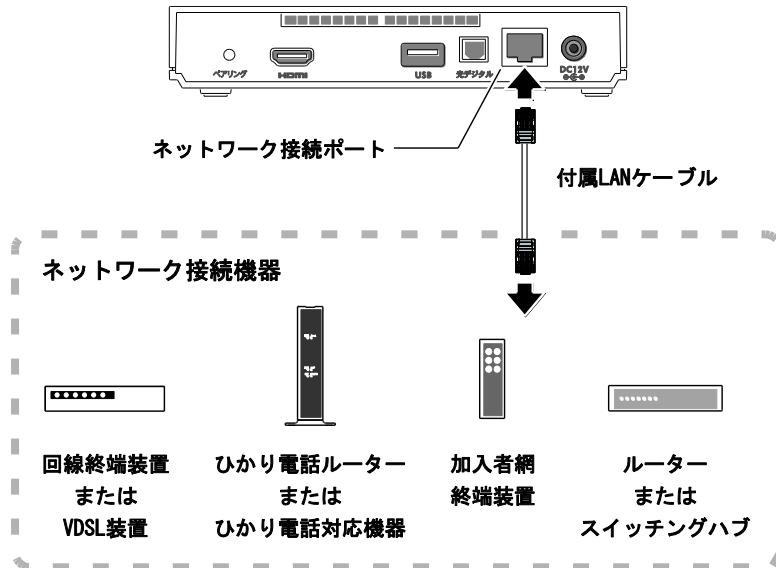 ペアリング
HDMI
USB
光デジタル
DC12V
ネットワーク接続ポート
付属LANケーブル
ネットワーク接続機器
回線終端装置
または
VDSL装置
ひかり電話ルーター
または
ひかり電話対応機器
加入者網
終端装置
ルーター
または
スイッチングハブ